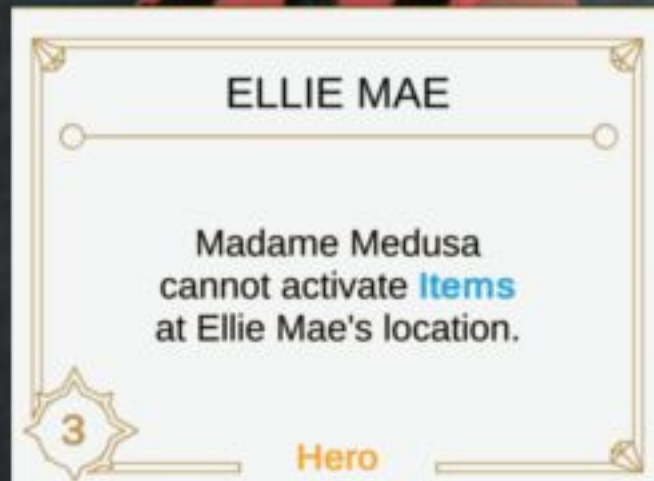 ELLIE MAE
Madame Medusa
cannot activate Items
at Ellie Mae's location.
3
Hero